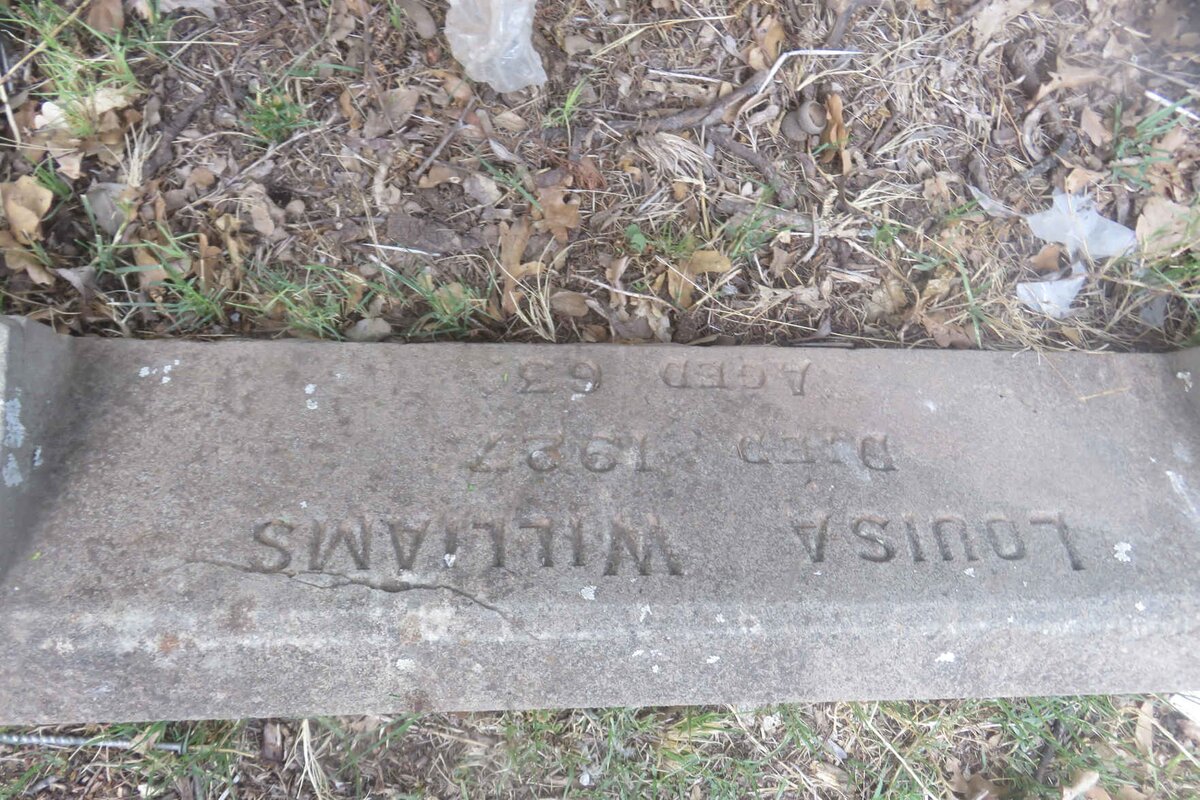 LOUISA WILLIAMS
DIED 1927
AGED 63